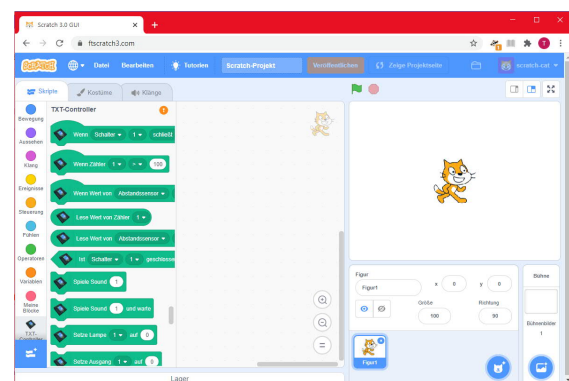 Scratch 3.0 GUI
ftscratch3.com
T
SCRATCH
Datei Bearbeiten Tutorien Scratch-Projekt Veröffentlichen Zeige Projektseite scratch-cat
Skripte Kostüme Klänge
Bewegung
Aussehen
Klang
Ereignisse
Steuerung
Fühlen
Operatoren
Variablen
Meine
Blöcke
TXT-
Controller
TXT-Controller
Wenn Schalter 1 schließt
Wenn Zähler 1 > 100
Wenn Wert von Abstandssensor
Lese Wert von Zähler 1
Lese Wert von Abstandssensor
Ist Schalter 1 geschlosse
Spiele Sound 1
Spiele Sound 1 und warte
Setze Lampe 1 auf 0
Setze Ausgang 1 auf 0
Figur
Figur1 x 0 y 0
Größe Richtung
100 90
Figur1
Bühne
Bühnenbilder
1
Lager